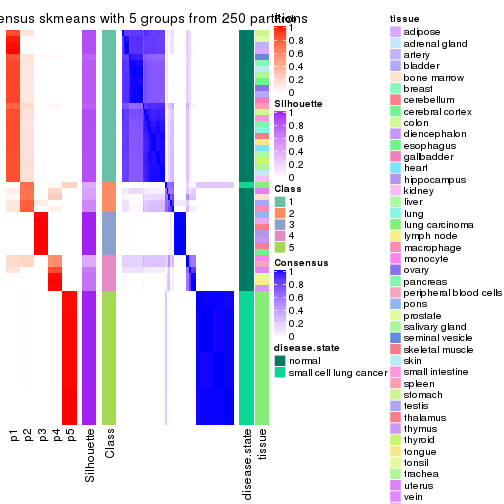 ensus skmeans with 5 groups from 250 partitions
1
0.8
0.6
0.4
0.2
0
Silhouette
1
0.8
0.6
0.4
0.2
0
Class
1
2
3
4
5
Consensus
1
0.8
0.6
0.4
0.2
0
disease.state
normal
small cell lung cancer
tissue
adipose
adrenal gland
artery
bladder
bone marrow
breast
cerebellum
cerebral cortex
colon
diencephalon
esophagus
gallbladder
heart
hippocampus
kidney
liver
lung
lung carcinoma
lymph node
macrophage
monocyte
ovary
pancreas
peripheral blood cells
pons
prostate
salivary gland
seminal vesicle
skeletal muscle
skin
small intestine
spleen
stomach
testis
thalamus
thymus
thyroid
tongue
tonsil
trachea
uterus
vein
p1
p2
p3
p4
p5
Silhouette
Class
disease.state
tissue